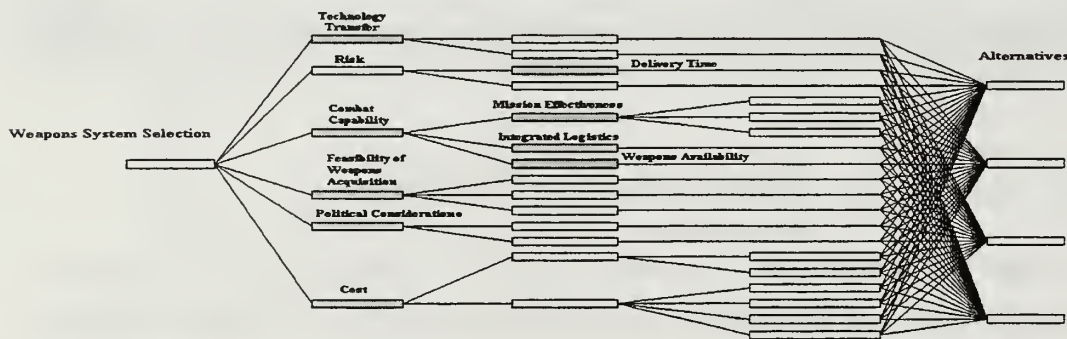 Technology
Transfer
Alternatives
Risk
Delivery Time
Mission Effectiveness
Combat
Capability
Weapons System Selection
Integrated Logistics
Feasibility of
Weapons
Acquisition
Weapons Availability
Political Considerations
Cost